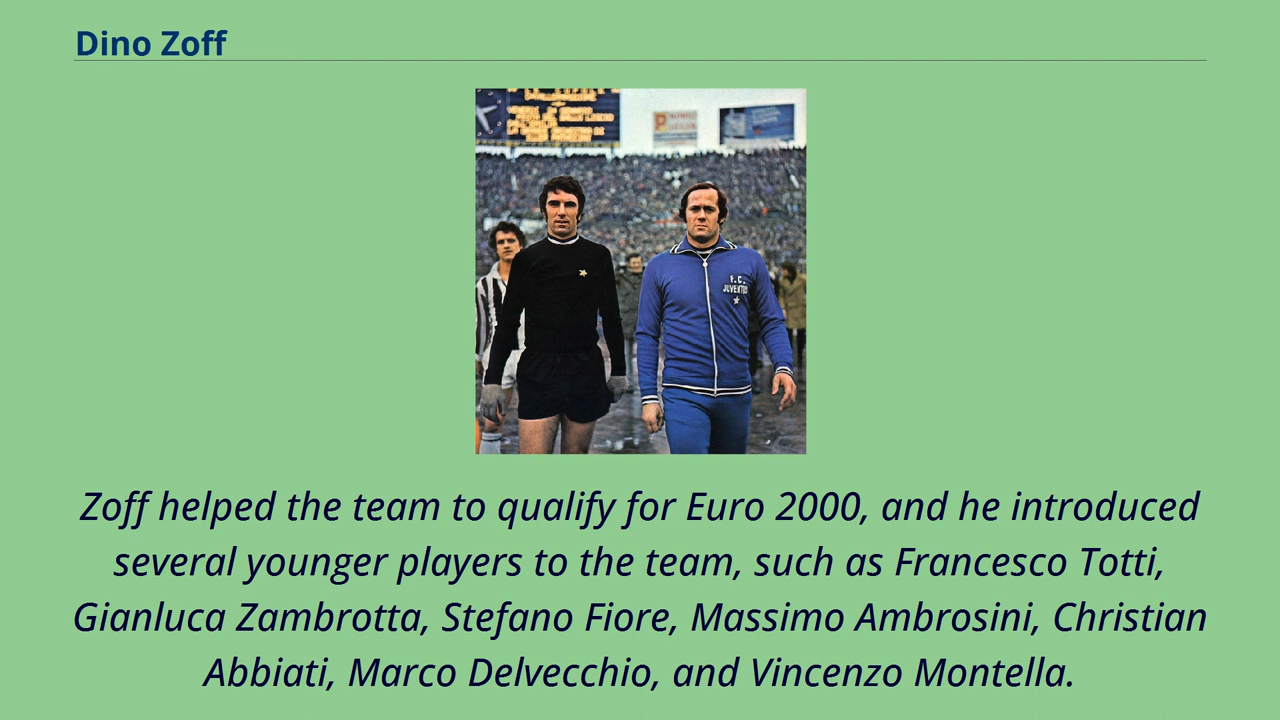 Dino Zoff
F.C.
JUVENTUS
Zoff helped the team to qualify for Euro 2000, and he introduced
several younger players to the team, such as Francesco Totti,
Gianluca Zambrotta, Stefano Fiore, Massimo Ambrosini, Christian
Abbiati, Marco Delvecchio, and Vincenzo Montella.